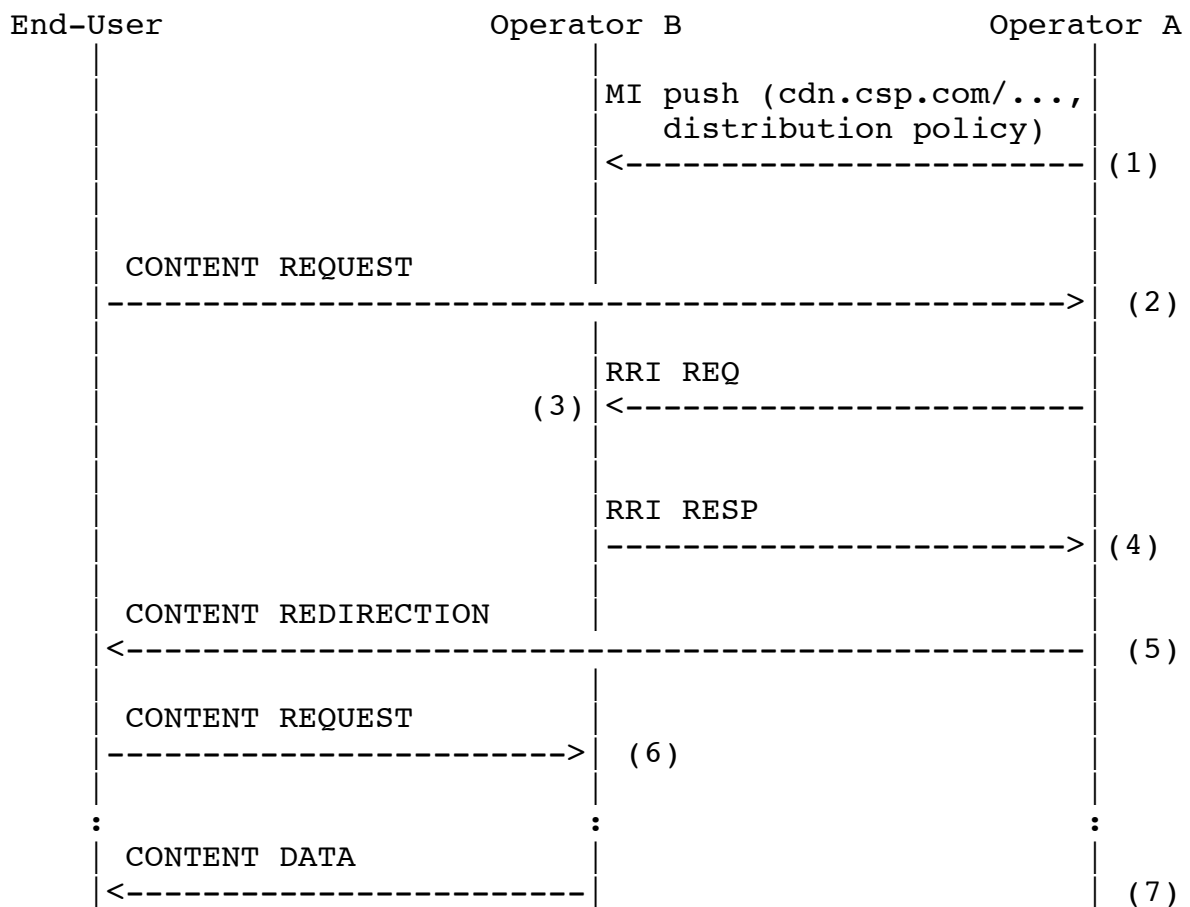 End-User Operator B Operator A
MI push (cdn.csp.com/...,
distribution policy)
(1)
CONTENT REQUEST
(2)
RRI REQ
(3)
RRI RESP
(4)
CONTENT REDIRECTION
(5)
CONTENT REQUEST
(6)
: : :
CONTENT DATA
(7)